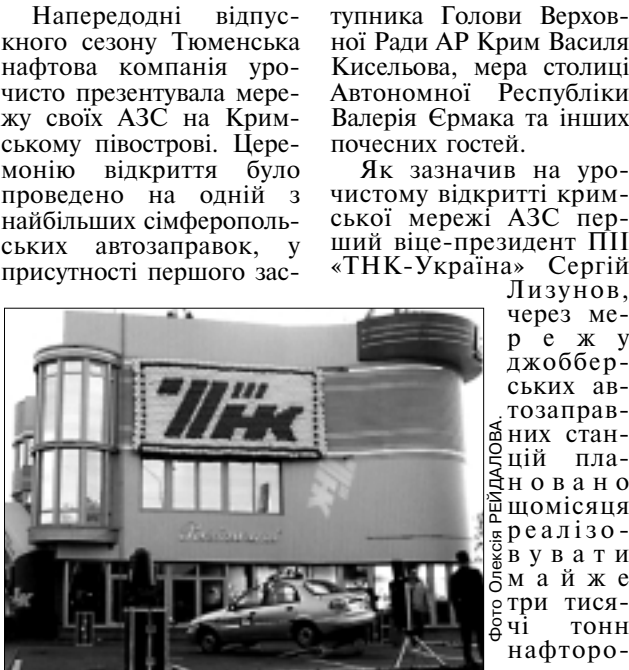 Напередодні відпус-
кного сезону Тюменська
нафтова компанія уро-
чисто презентувала мере-
жу своїх АЗС на Крим-
ському півострові. Цере-
монію відкриття було
проведено на одній з
найбільших сімферополь-
ських автозаправок, у
присутності першого зас-
тупника Голови Верхов-
ної Ради АР Крим Василя
Кисельова, мера столиці
Автономної Республіки
Валерія Єрмака та інших
почесних гостей.
Як зазначив на уро-
чистому відкритті крим-
ської мережі АЗС пер-
ший віце-президент ПІІ
«ТНК-Україна» Сергій
Лизунов,
через ме-
режу
джоббер-
ських ав-
тозаправ-
них стан-
цій пла-
новано
щомісяця
реалізо-
вувати
майже
три тися-
чі тонн
нафторо-
ТНК
ТНК
Restaurant
Фото Олексія РЕЙДАЛОВА.